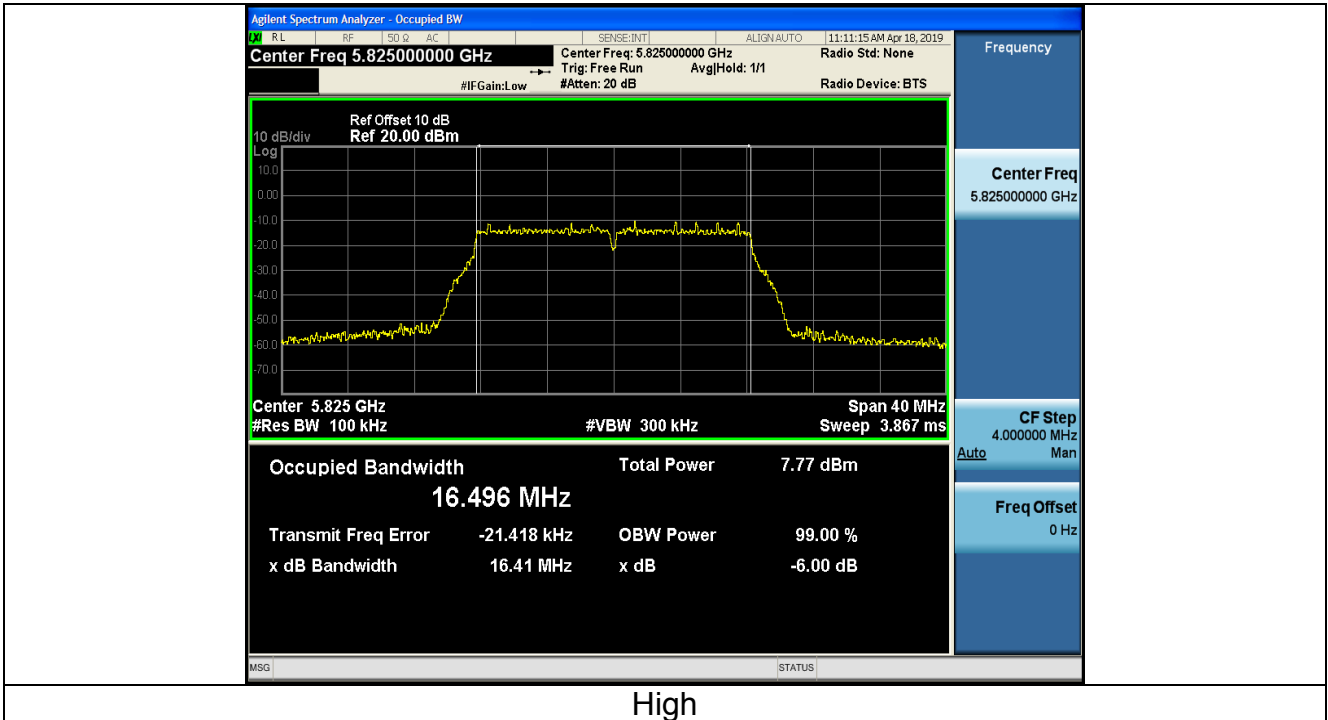 Agilent Spectrum Analyzer - Occupied BW
LXI RL RF 50 Ω AC SENSE:INT ALIGN AUTO 11:11:15 AM Apr 18, 2019
Center Freq 5.825000000 GHz
Center Freq: 5.825000000 GHz
Radio Std: None
Trig: Free Run Avg|Hold: 1/1
#IFGain:Low
#Atten: 20 dB
Radio Device: BTS
Frequency
Ref Offset 10 dB
10 dB/div
Ref 20.00 dBm
Log
10.0
0.00
-10.0
-20.0
-30.0
-40.0
-50.0
-60.0
-70.0
Center 5.825 GHz
Span 40 MHz
#Res BW 100 kHz
#VBW 300 kHz
Sweep 3.867 ms
Center Freq
5.825000000 GHz
CF Step
4.000000 MHz
Auto Man
Freq Offset
0 Hz
Occupied Bandwidth
16.496 MHz
Total Power 7.77 dBm
Transmit Freq Error -21.418 kHz
OBW Power 99.00 %
x dB Bandwidth 16.41 MHz
x dB -6.00 dB
MSG
STATUS
High